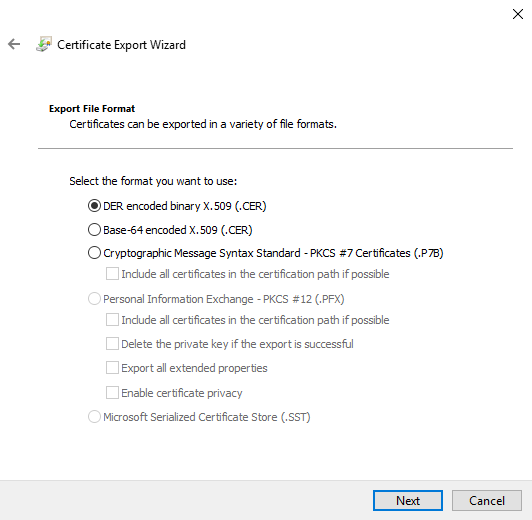 Certificate Export Wizard
Export File Format
Certificates can be exported in a variety of file formats.
Select the format you want to use:
DER encoded binary X.509 (.CER)
Base-64 encoded X.509 (.CER)
Cryptographic Message Syntax Standard - PKCS #7 Certificates (.P7B)
Include all certificates in the certification path if possible
Personal Information Exchange - PKCS #12 (.PFX)
Include all certificates in the certification path if possible
Delete the private key if the export is successful
Export all extended properties
Enable certificate privacy
Microsoft Serialized Certificate Store (.SST)
Next
Cancel